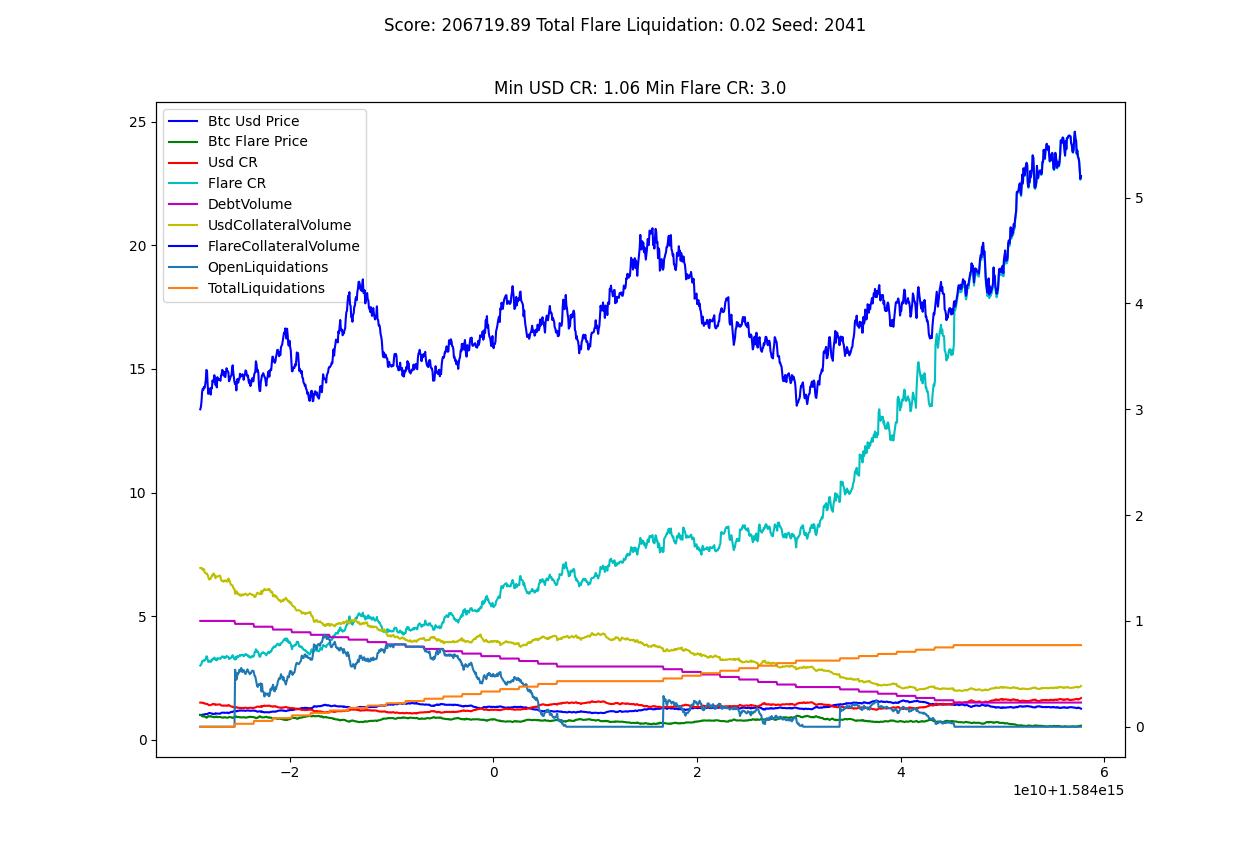 Score: 206719.89 Total Flare Liquidation: 0.02 Seed: 2041
Min USD CR: 1.06 Min Flare CR: 3.0
Btc Usd Price
Btc Flare Price
Usd CR
Flare CR
DebtVolume
UsdCollateralVolume
FlareCollateralVolume
OpenLiquidations
TotalLiquidations
25
20
15
10
5
0
5
4
3
2
1
0
−2
0
2
4
6
1e10+1.584e15